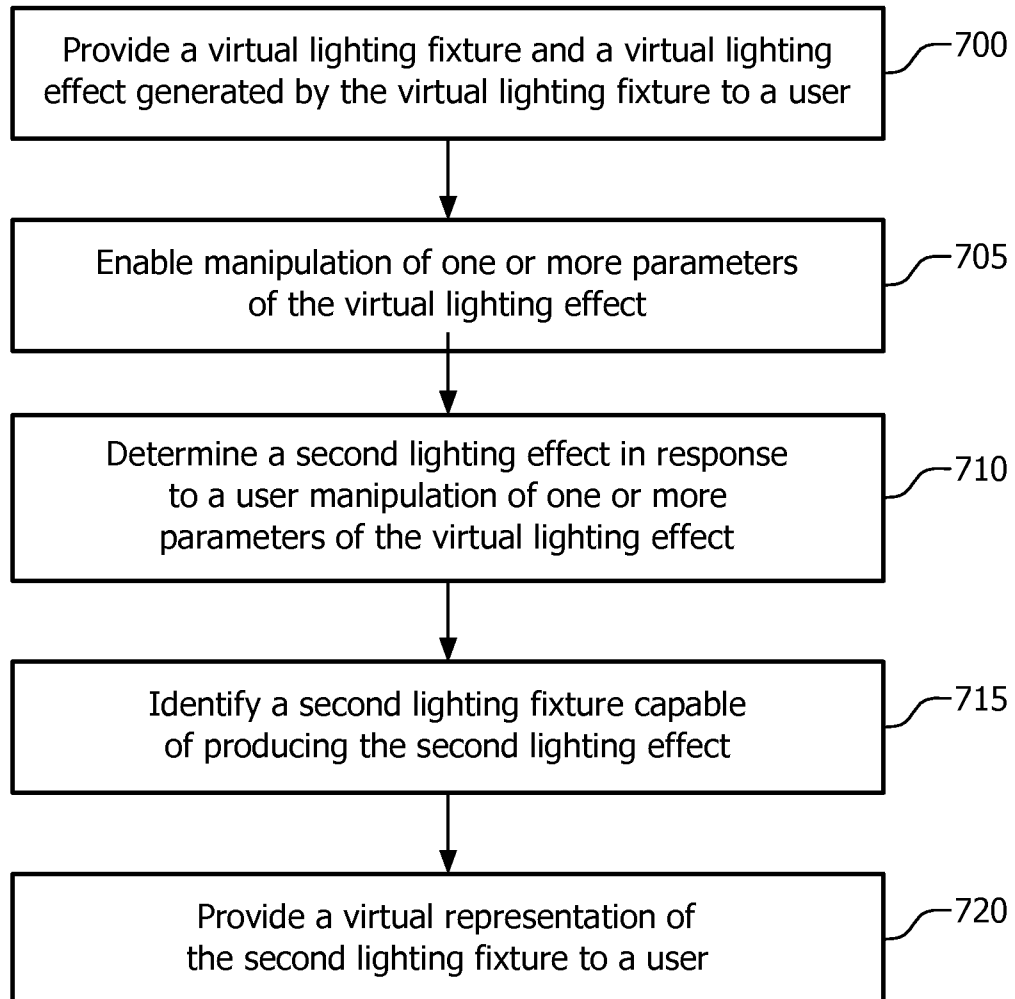 Provide a virtual lighting fixture and a virtual lighting
effect generated by the virtual lighting fixture to a user
700
Enable manipulation of one or more parameters
of the virtual lighting effect
705
Determine a second lighting effect in response
to a user manipulation of one or more
parameters of the virtual lighting effect
710
Identify a second lighting fixture capable
of producing the second lighting effect
715
Provide a virtual representation of
the second lighting fixture to a user
720